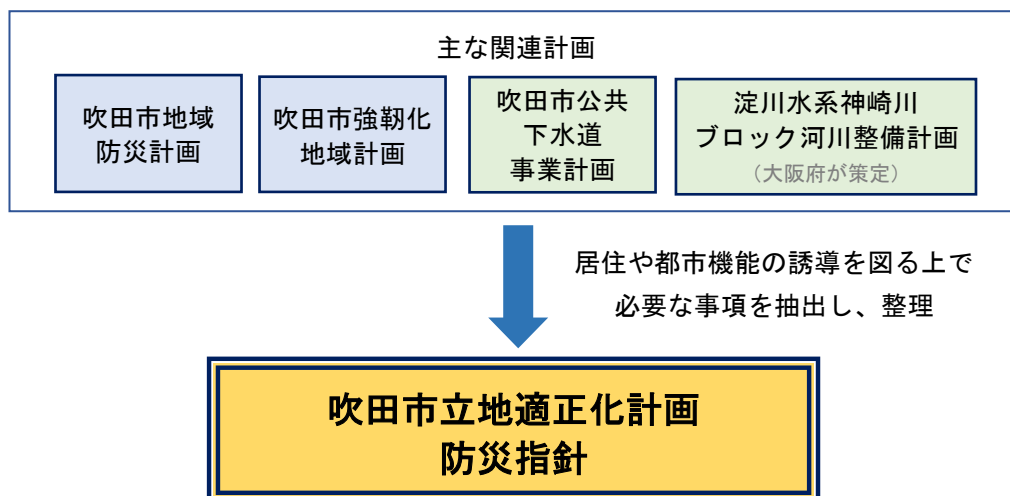 主な関連計画
吹田市地域
防災計画
吹田市強靭化
地域計画
吹田市公共
下水道
事業計画
淀川水系神崎川
ブロック河川整備計画
（大阪府が策定）
居住や都市機能の誘導を図る上で
必要な事項を抽出し、整理
吹田市立地適正化計画
防災指針